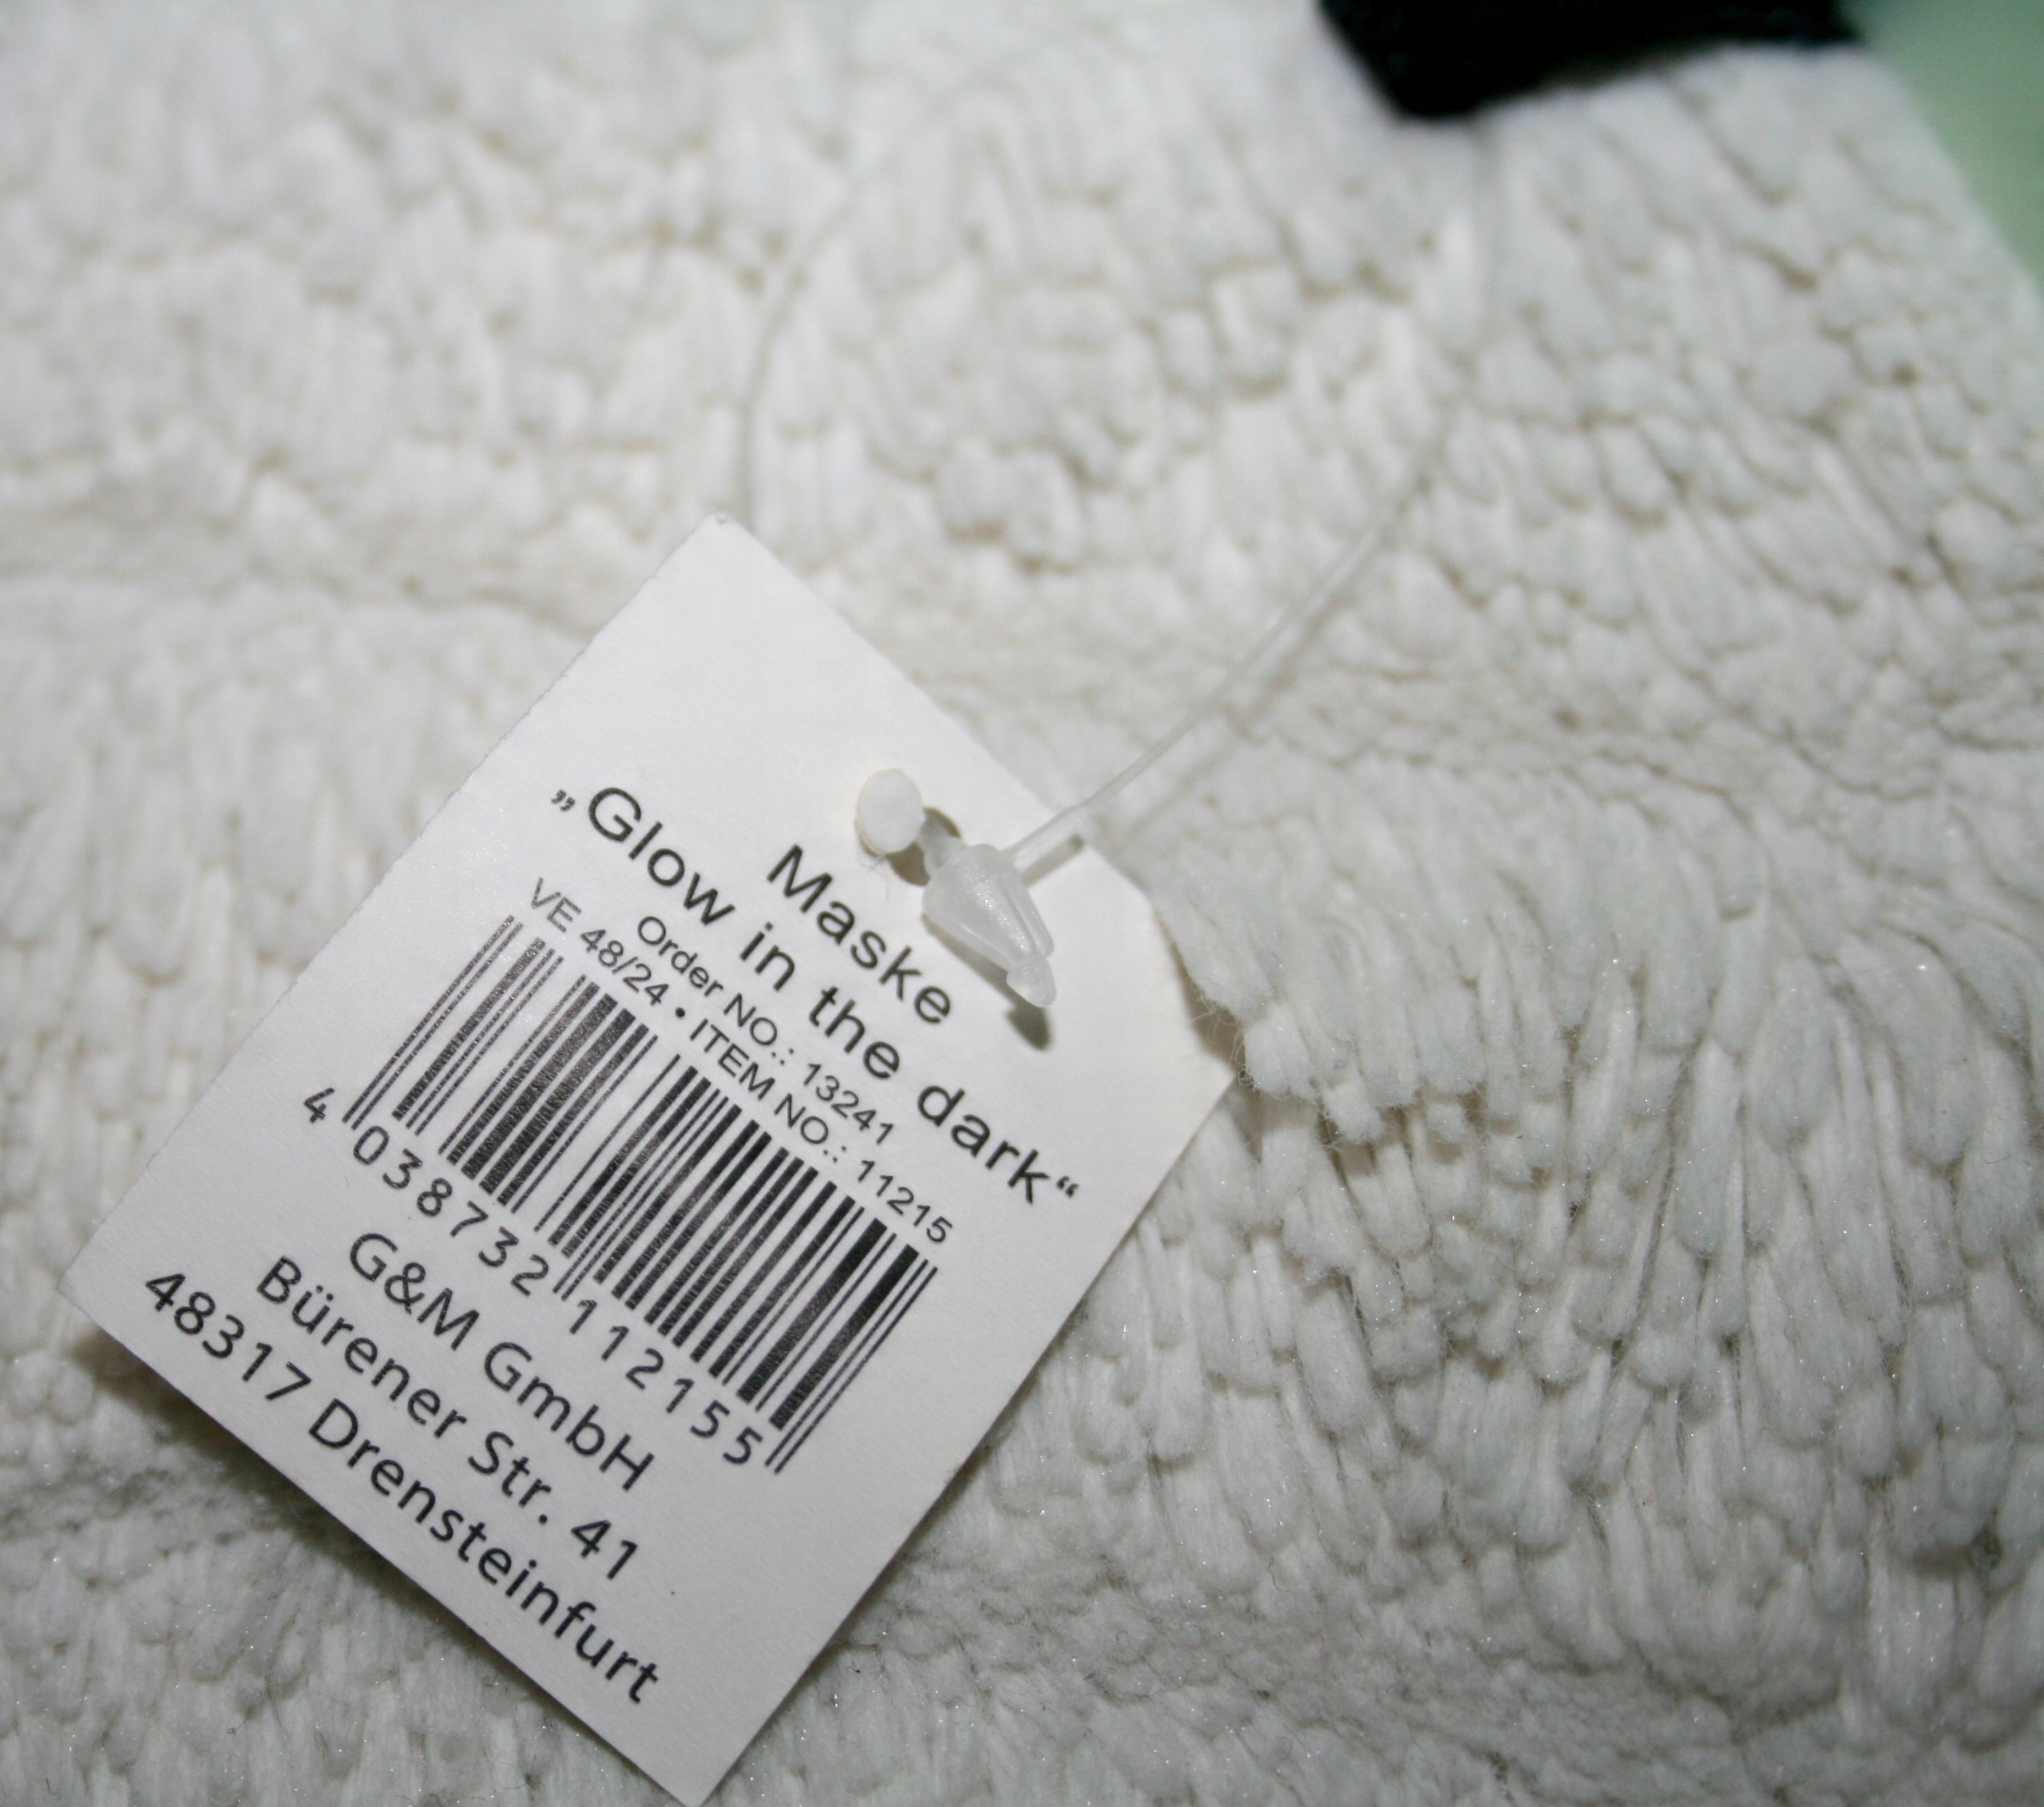 Maske
„Glow in the dark“
Order NO.: 13241
VE 48/24 • ITEM NO.: 11215
4 038732 112155
G&M GmbH
Bürener Str. 41
48317 Drensteinfurt